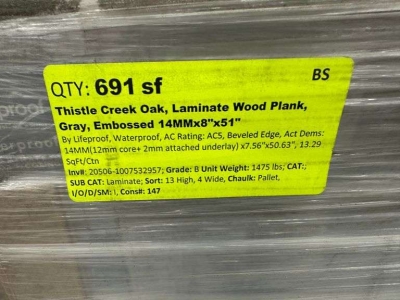 QTY: 691 sf
BS
Thistle Creek Oak, Laminate Wood Plank,
Gray, Embossed 14MMx8"x51"
By Lifeproof, Waterproof, AC Rating: AC5, Beveled Edge, Act Dems:
14MM(12mm core+ 2mm attached underlay) x7.56"x50.63", 13.29
SqFt/Ctn
Inv#: 20506-1007532957; Grade: 8 Unit Weight: 1475 lbs; CAT:;
SUB CAT: Laminate; Sort: 13 High, 4 Wide, Chaulk: Pallet,
I/O/D/SM: I, Cons#: 147